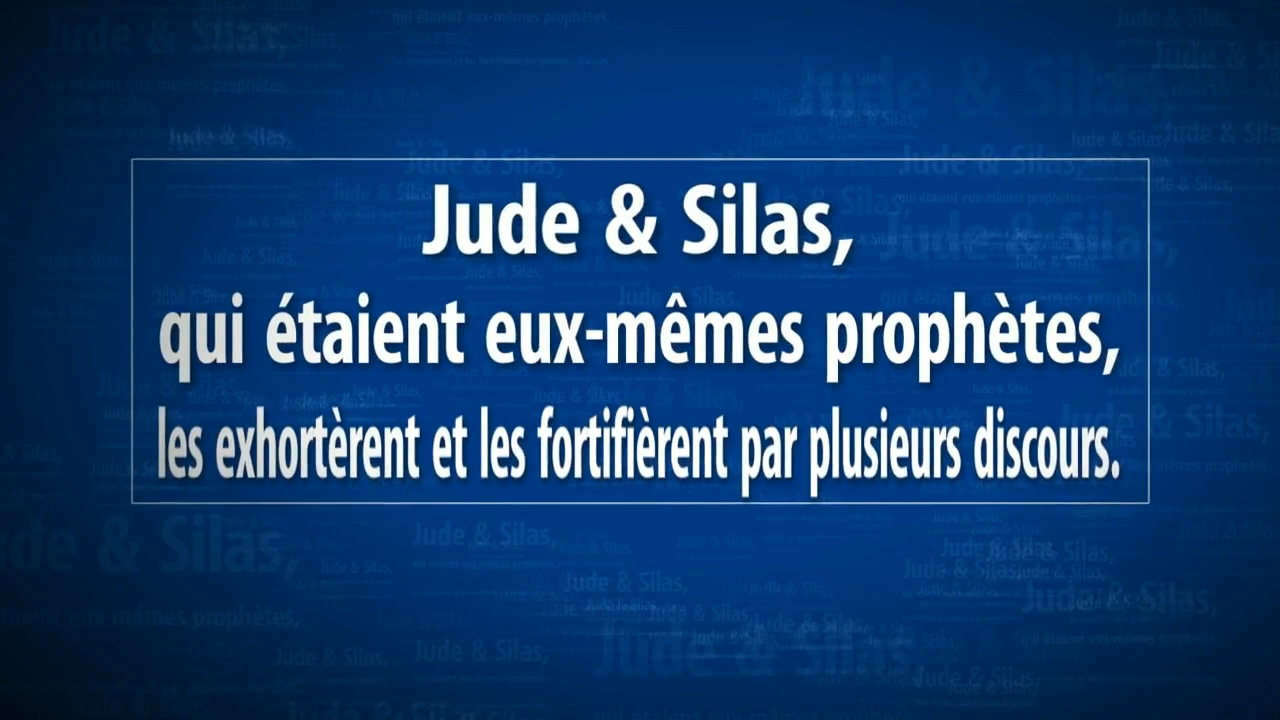 Jude & Silas,
qui étaient eux-mêmes prophètes,
les exhortèrent et les fortifièrent par plusieurs discours.